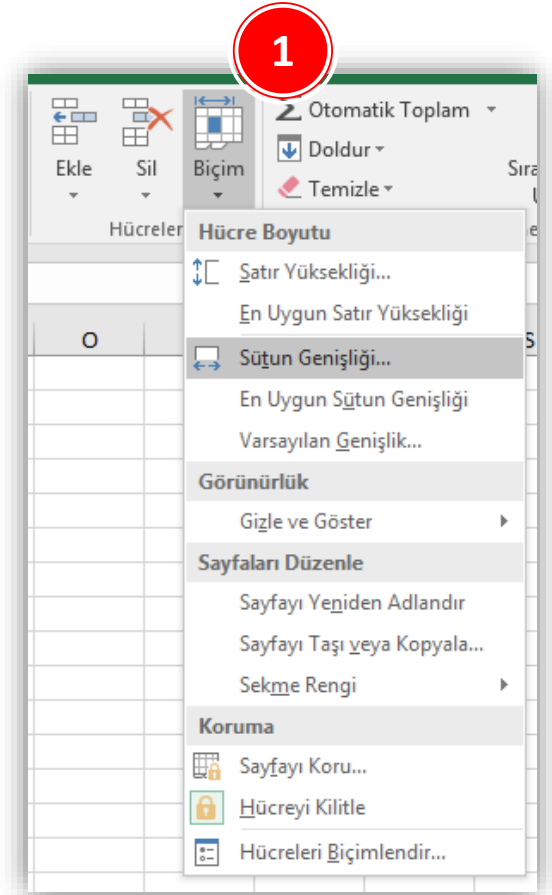 1
Otomatik Toplam
Doldur
Temizle
Ekle Sil Biçim
Hücreler
Hücre Boyutu
Satır Yüksekliği...
En Uygun Satır Yüksekliği
O
S
Sütun Genişliği...
En Uygun Sütun Genişliği
Varsayılan Genişlik...
Görünürlük
Gizle ve Göster
Sayfaları Düzenle
Sayfayı Yeniden Adlandır
Sayfayı Taşı veya Kopyala...
Sekme Rengi
Koruma
Sayfayı Koru...
Hücreyi Kilitle
Hücreleri Biçimlendir...